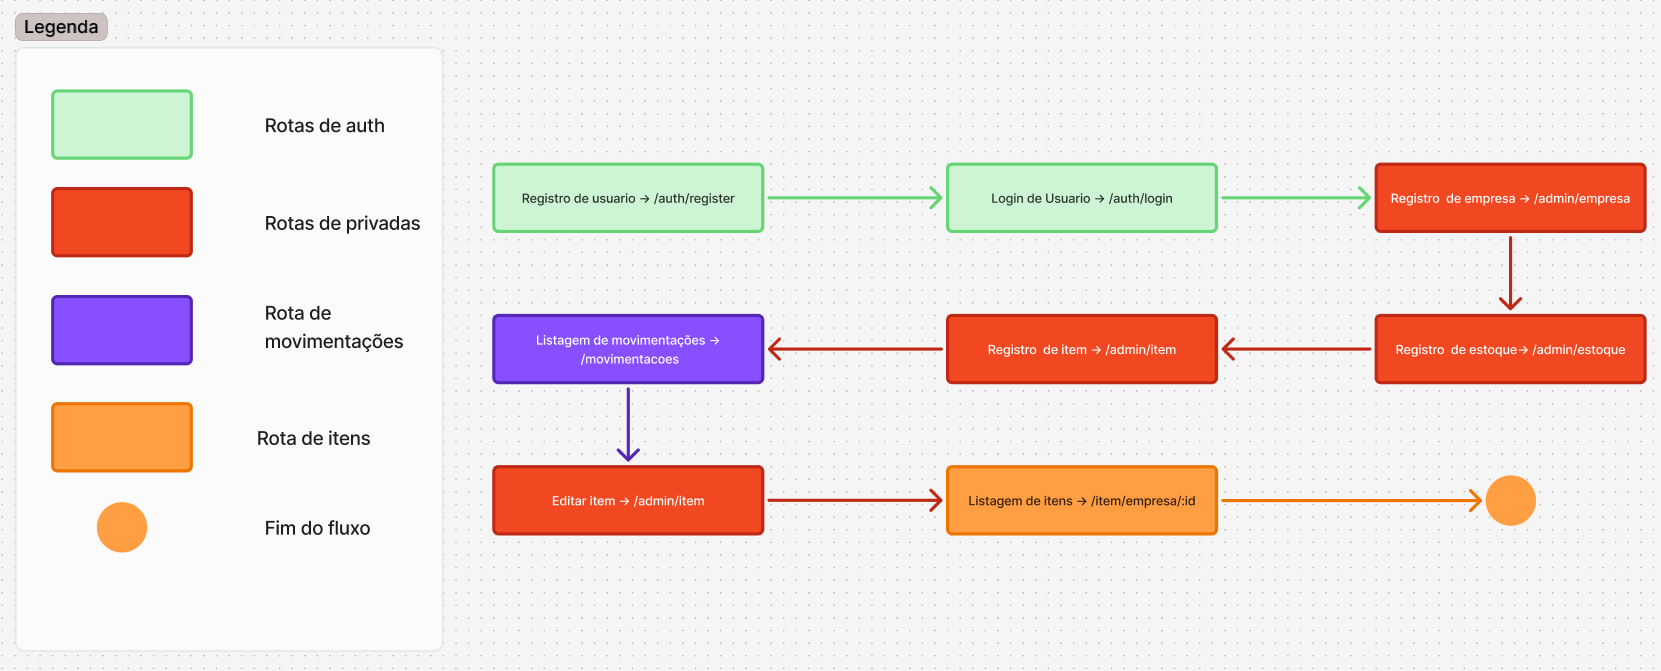 Legenda
Rotas de auth
Rotas de privadas
Rota de
movimentações
Rota de itens
Fim do fluxo
Registro de usuario → /auth/register
Login de Usuario → /auth/login
Registro  de empresa → /admin/empresa
Listagem de movimentações →
/movimentacoes
Registro  de item → /admin/item
Registro  de estoque→ /admin/estoque
Editar item → /admin/item
Listagem de itens → /item/empresa/:id